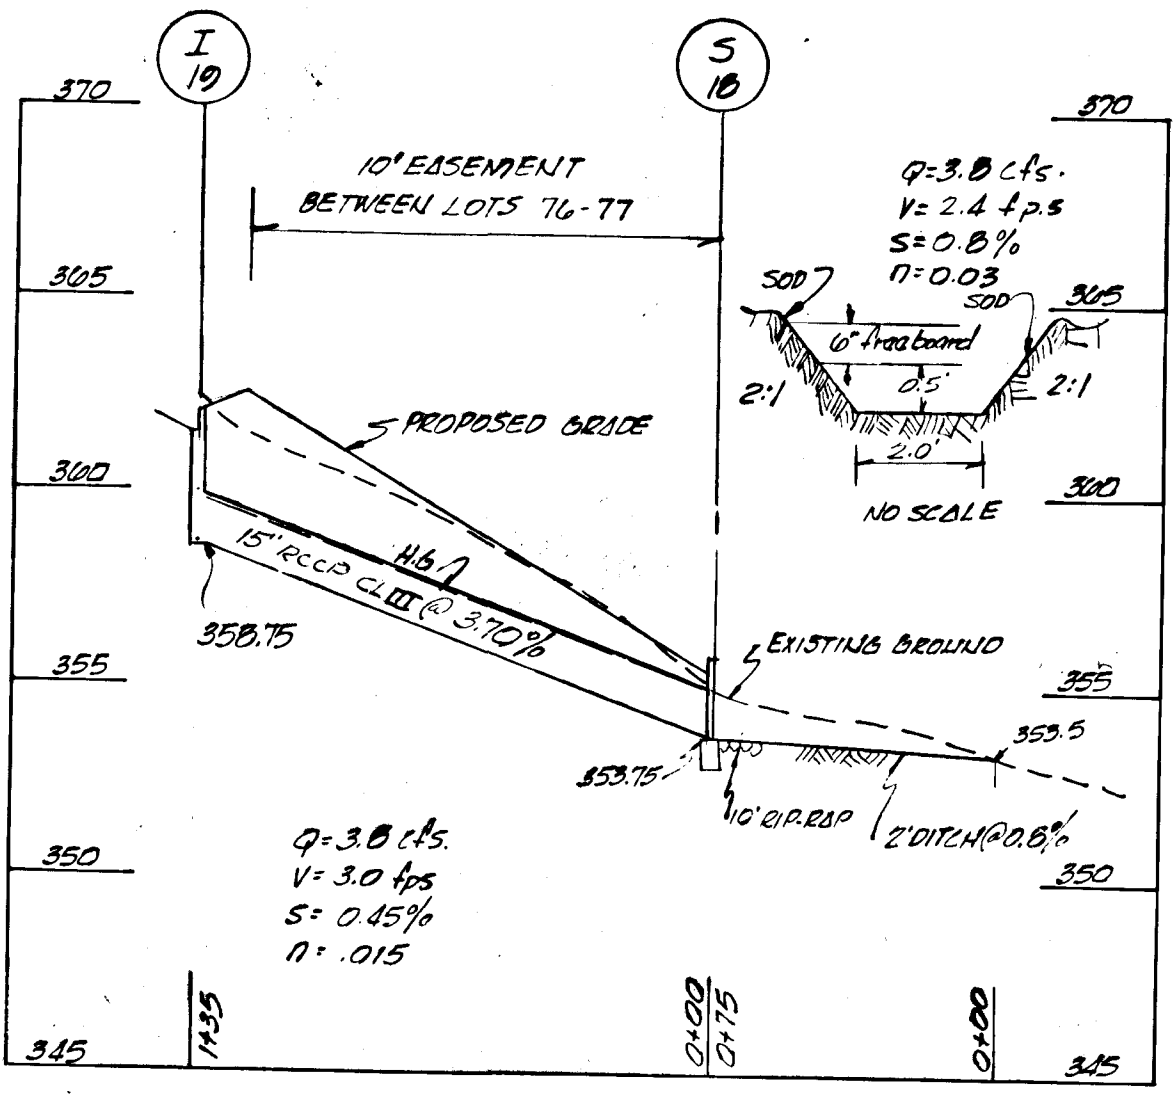 I
19
S
18
370
370
10' EASEMENT
BETWEEN LOTS 76-77
Q=3.8 cfs.
V= 2.4 fp.s
S= 0.8%
n= 0.03
365
SOD
SOD
365
6" freeboard
2:1
0.5'
2:1
2.0'
PROPOSED GRADE
360
360
NO SCALE
H.G
15" RCCP CL III @ 3.70%
358.75
EXISTING GROUND
355
355
353.5
353.75
10' RIP-RAP
2' DITCH @ 0.8%
Q=3.8 cfs.
V= 3.0 fps
S= 0.45%
n= .015
350
350
1+35
0+00
0+75
0+00
345
345